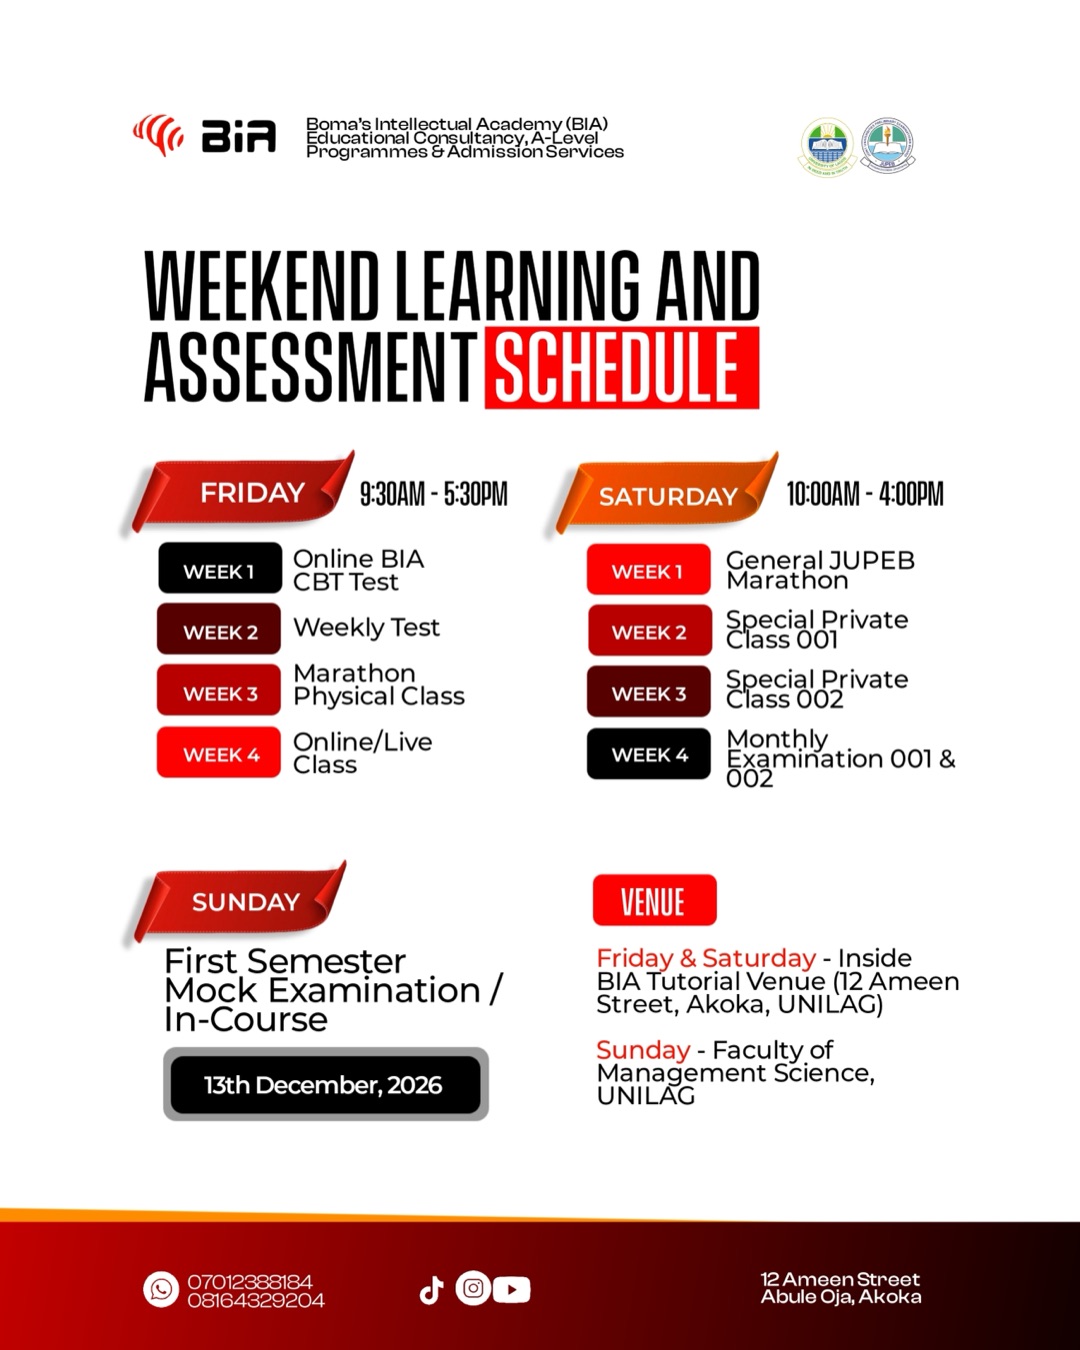 BiA
Boma's Intellectual Academy (BIA)
Educational Consultancy, A-Level
Programmes & Admission Services
JUPEB
WEEKEND LEARNING AND
ASSESSMENT SCHEDULE
FRIDAY 9:30AM - 5:30PM
WEEK 1
Online BIA
CBT Test
WEEK 2
Weekly Test
WEEK 3
Marathon
Physical Class
WEEK 4
Online/Live
Class
SATURDAY 10:00AM - 4:00PM
WEEK 1
General JUPEB
Marathon
WEEK 2
Special Private
Class 001
WEEK 3
Special Private
Class 002
WEEK 4
Monthly
Examination 001 &
002
SUNDAY
First Semester
Mock Examination /
In-Course
13th December, 2026
VENUE
Friday & Saturday - Inside
BIA Tutorial Venue (12 Ameen
Street, Akoka, UNILAG)
Sunday - Faculty of
Management Science,
UNILAG
07012388184
08164329204
12 Ameen Street
Abule Oja, Akoka